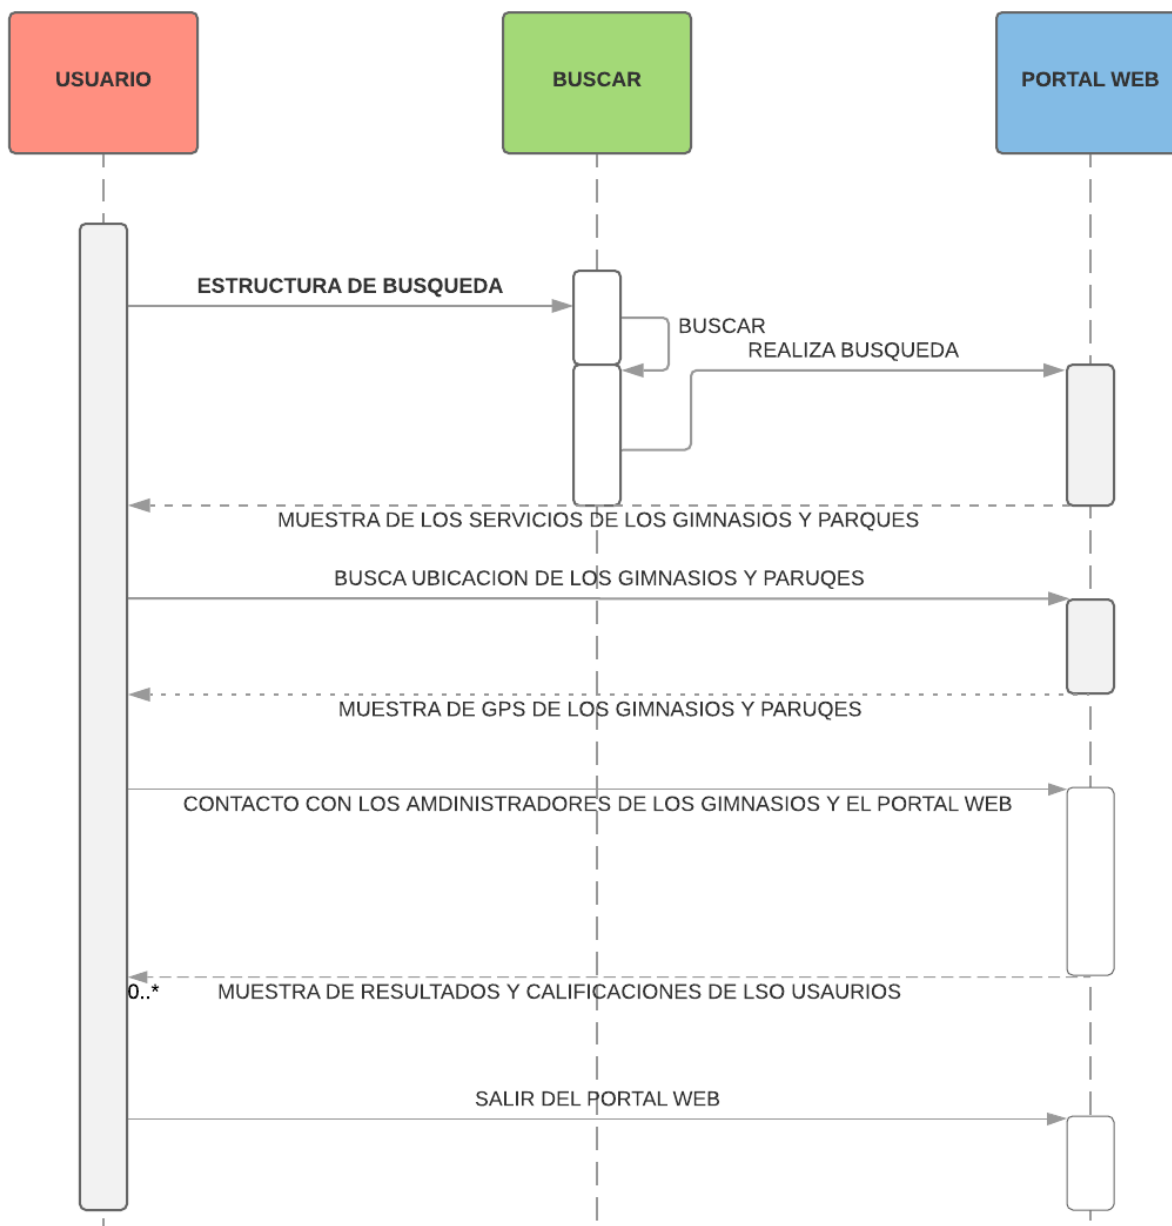 USUARIO
BUSCAR
PORTAL WEB
ESTRUCTURA DE BUSQUEDA
BUSCAR
REALIZA BUSQUEDA
MUESTRA DE LOS SERVICIOS DE LOS GIMNASIOS Y PARQUES
BUSCA UBICACION DE LOS GIMNASIOS Y PARUQES
MUESTRA DE GPS DE LOS GIMNASIOS Y PARUQES
CONTACTO CON LOS AMDINISTRADORES DE LOS GIMNASIOS Y EL PORTAL WEB
0..*
MUESTRA DE RESULTADOS Y CALIFICACIONES DE LSO USAURIOS
SALIR DEL PORTAL WEB